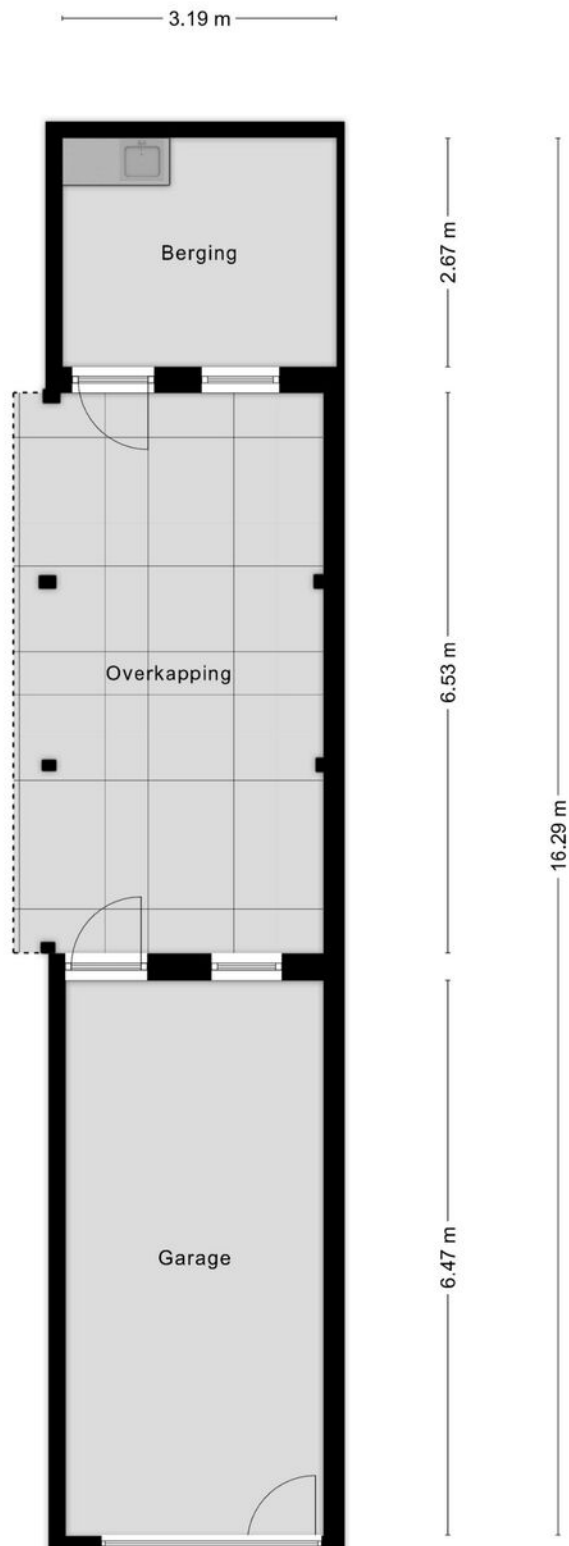 3.19 m
Berging
2.67 m
Overkapping
6.53 m
16.29 m
Garage
6.47 m